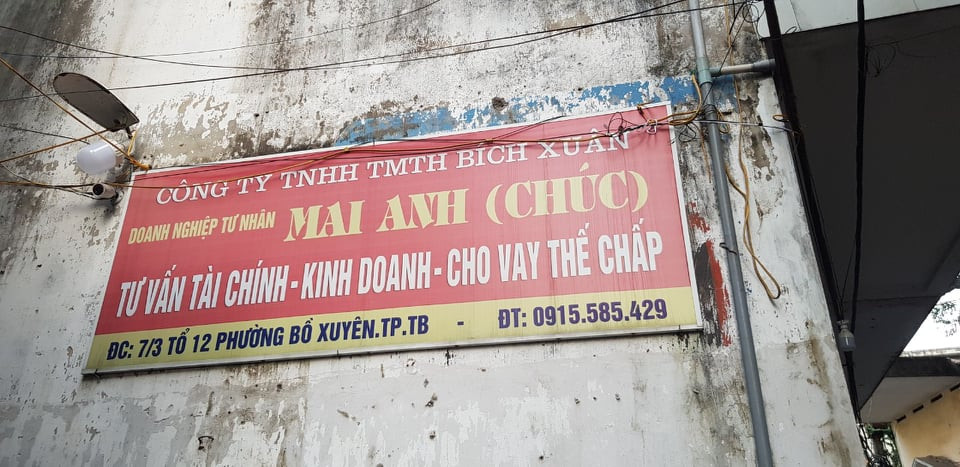 CÔNG TY TNHH TMTH BÍCH XUÂN
DOANH NGHIỆP TƯ NHÂN MAI ANH (CHÚC)
TƯ VẤN TÀI CHÍNH - KINH DOANH - CHO VAY THẾ CHẤP
ĐC: 7/3 TỔ 12 PHƯỜNG BỒ XUYÊN.TP.TB - ĐT: 0915.585.429